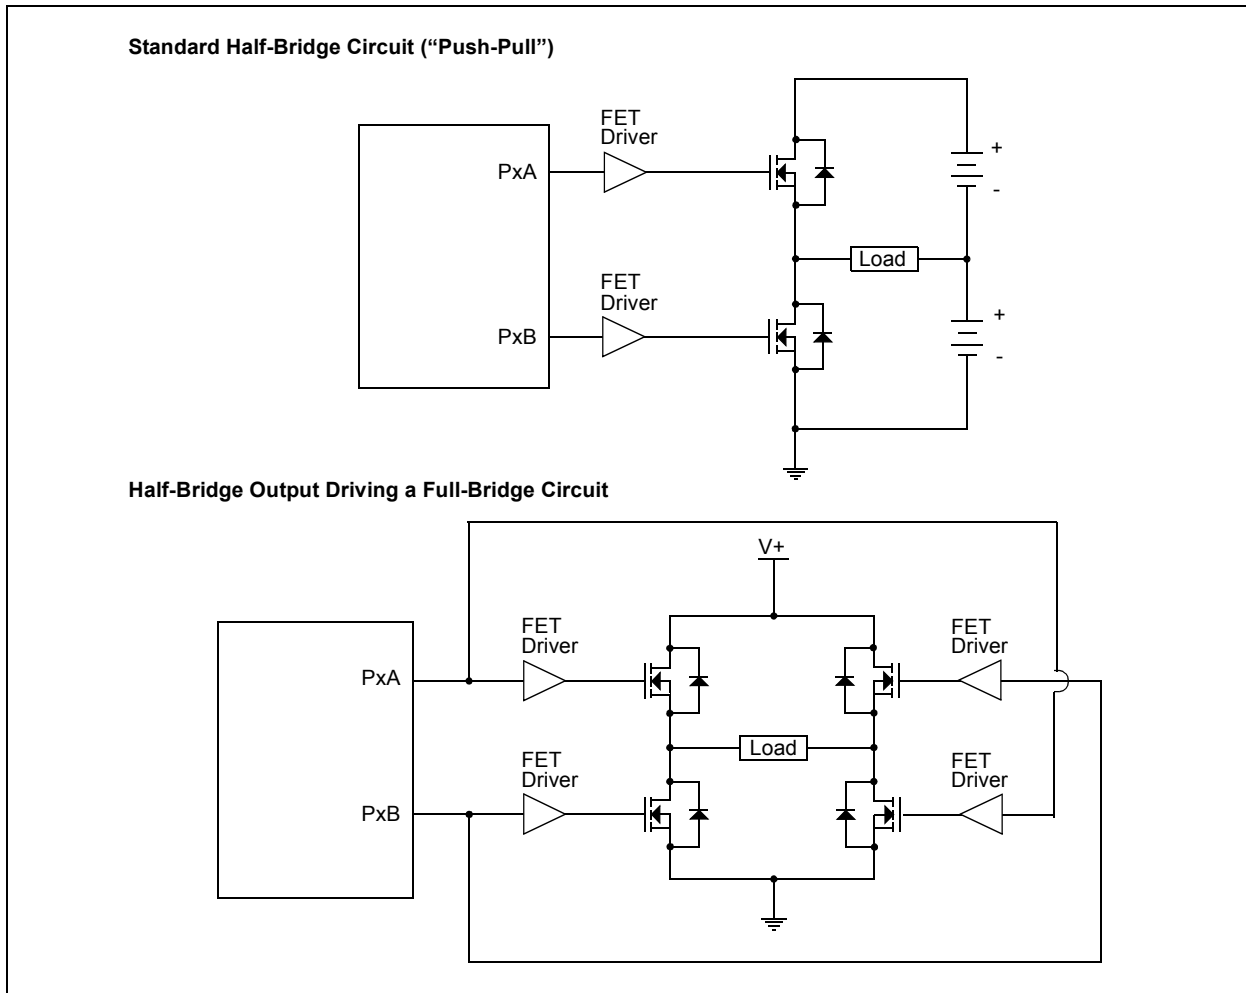 Standard Half-Bridge Circuit (“Push-Pull”)
FET
Driver
PxA
+
-
Load
FET
Driver
PxB
+
-
Half-Bridge Output Driving a Full-Bridge Circuit
V+
FET
Driver
FET
Driver
PxA
Load
FET
Driver
FET
Driver
PxB